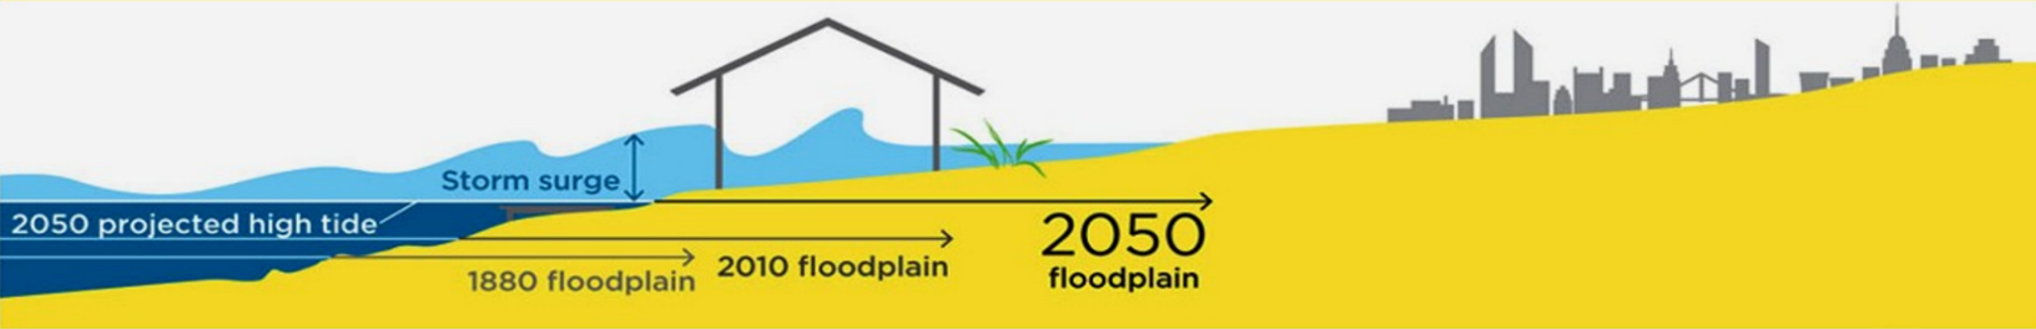 Storm surge
2050 projected high tide
1880 floodplain
2010 floodplain
2050
floodplain